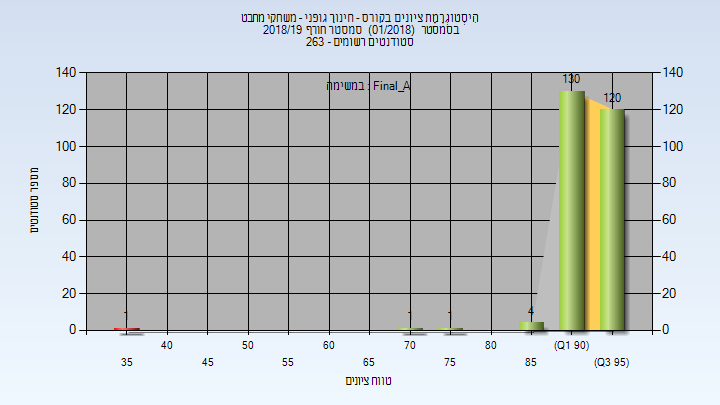 הִיסְטוֹגְרַמַת ציונים בקורס - חינוך גופני - משחקי מחבט
בסמסטר (01/2018) סמסטר חורף 2018/19
סטודנטים רשומים - 263
במשימה : Final_A
140 140
120 120
100 100
80 80
60 60
40 40
20 20
0 0
1 1 1 4 130 120
מספר סטודנטים
40 50 60 70 80 (Q1 90)
35 45 55 65 75 85 (Q3 95)
טווח ציונים